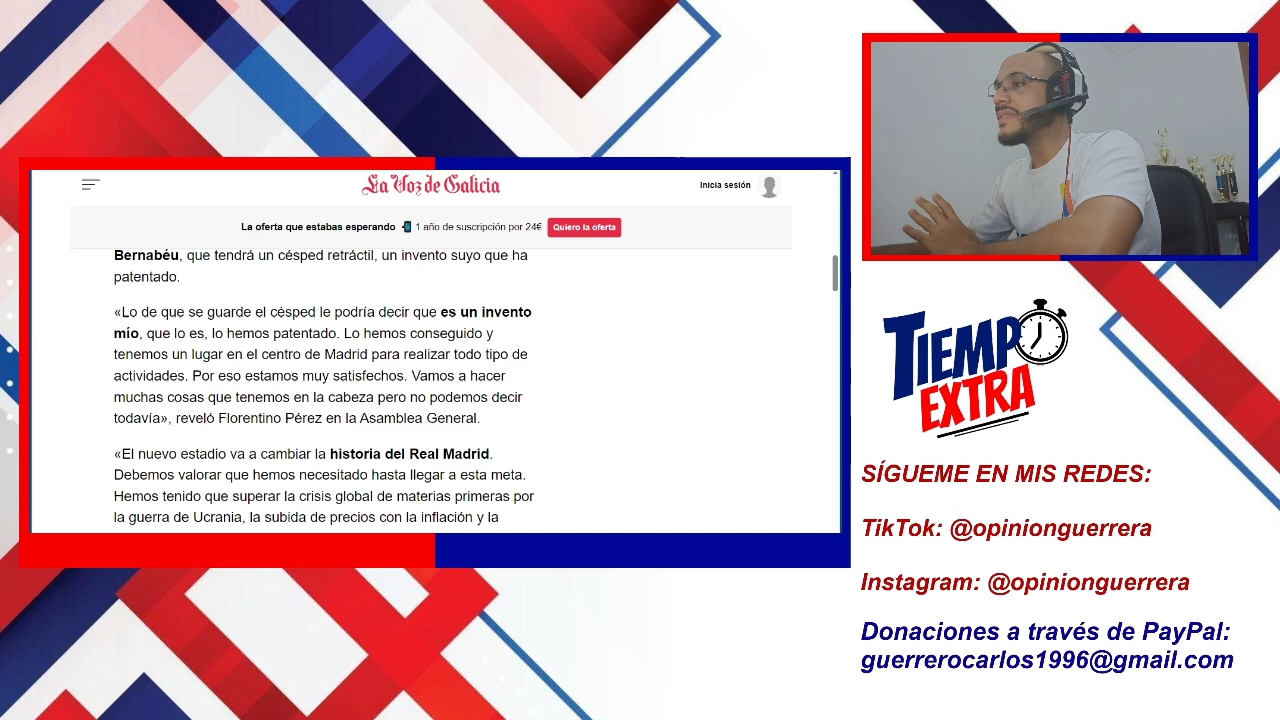 La Voz de Galicia
Inicia sesión
La oferta que estabas esperando 1 año de suscripción por 24€ Quiero la oferta
Bernabéu, que tendrá un césped retráctil, un invento suyo que ha
patentado.
«Lo de que se guarde el césped le podría decir que es un invento
mío, que lo es, lo hemos patentado. Lo hemos conseguido y
tenemos un lugar en el centro de Madrid para realizar todo tipo de
actividades. Por eso estamos muy satisfechos. Vamos a hacer
muchas cosas que tenemos en la cabeza pero no podemos decir
todavía», reveló Florentino Pérez en la Asamblea General.
«El nuevo estadio va a cambiar la historia del Real Madrid.
Debemos valorar que hemos necesitado hasta llegar a esta meta.
Hemos tenido que superar la crisis global de materias primeras por
la guerra de Ucrania, la subida de precios con la inflación y la
TIEMPO
EXTRA
SÍGUEME EN MIS REDES:
TikTok: @opinionguerrera
Instagram: @opinionguerrera
Donaciones a través de PayPal:
guerrerocarlos1996@gmail.com